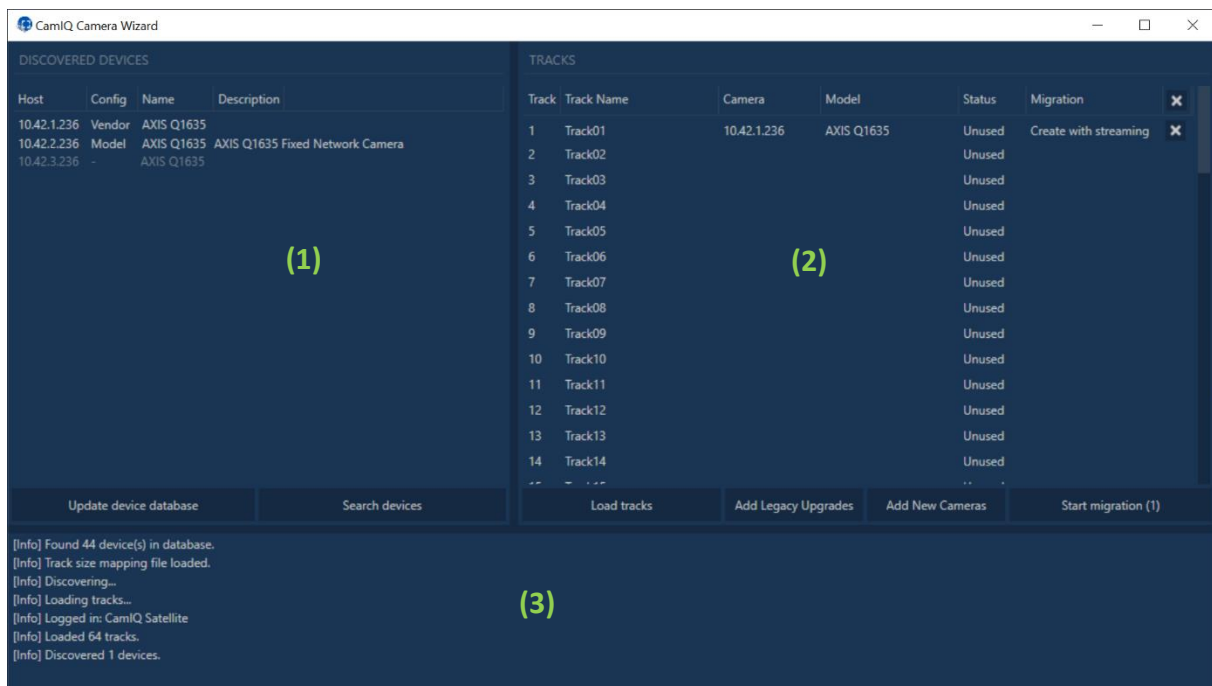 CamIQ Camera Wizard
DISCOVERED DEVICES
Host Config Name Description
10.42.1.236 Vendor AXIS Q1635
10.42.2.236 Model AXIS Q1635 AXIS Q1635 Fixed Network Camera
10.42.3.236 - AXIS Q1635
(1)
Update device database Search devices
TRACKS
Track Track Name Camera Model Status Migration
1 Track01 10.42.1.236 AXIS Q1635 Unused Create with streaming
2 Track02 Unused
3 Track03 Unused
4 Track04 Unused
5 Track05 Unused
6 Track06 Unused
(2)
7 Track07 Unused
8 Track08 Unused
9 Track09 Unused
10 Track10 Unused
11 Track11 Unused
12 Track12 Unused
13 Track13 Unused
14 Track14 Unused
Load tracks Add Legacy Upgrades Add New Cameras Start migration (1)
[Info] Found 44 device(s) in database.
[Info] Track size mapping file loaded.
[Info] Discovering...
[Info] Loading tracks...
[Info] Logged in: CamIQ Satellite
[Info] Loaded 64 tracks.
[Info] Discovered 1 devices.
(3)